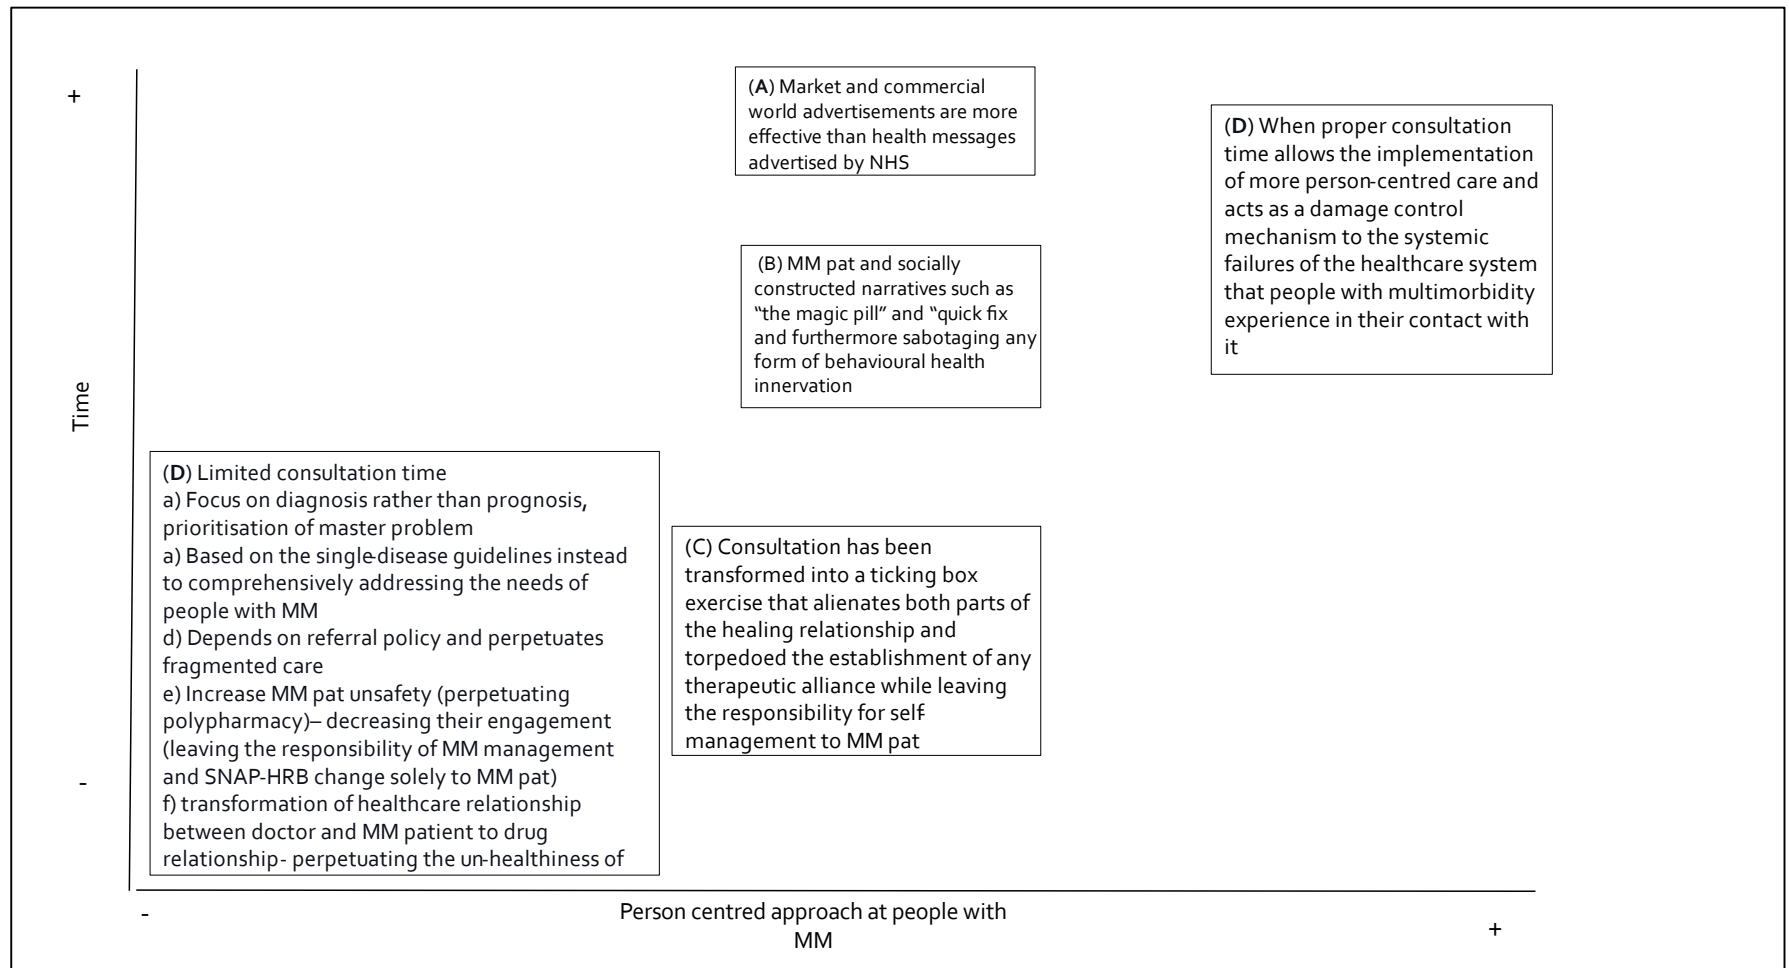 +
(A) Market and commercial
world advertisements are more
effective than health messages
advertised by NHS
(D) When proper consultation
time allows the implementation
of more person-centred care and
acts as a damage control
mechanism to the systemic
failures of the healthcare system
that people with multimorbidity
experience in their contact with
it
(B) MM pat and socially
constructed narratives such as
“the magic pill” and “quick fix
and furthermore sabotaging any
form of behavioural health
innervation
Time
(D) Limited consultation time
a) Focus on diagnosis rather than prognosis,
prioritisation of master problem
a) Based on the single-disease guidelines instead
to comprehensively addressing the needs of
people with MM
d) Depends on referral policy and perpetuates
fragmented care
e) Increase MM pat unsafety (perpetuating
polypharmacy)– decreasing their engagement
(leaving the responsibility of MM management
and SNAP-HRB change solely to MM pat)
f) transformation of healthcare relationship
between doctor and MM patient to drug
relationship- perpetuating the un-healthiness of
(C) Consultation has been
transformed into a ticking box
exercise that alienates both parts of
the healing relationship and
torpedoed the establishment of any
therapeutic alliance while leaving
the responsibility for self-
management to MM pat
-
-
Person centred approach at people with
MM
+